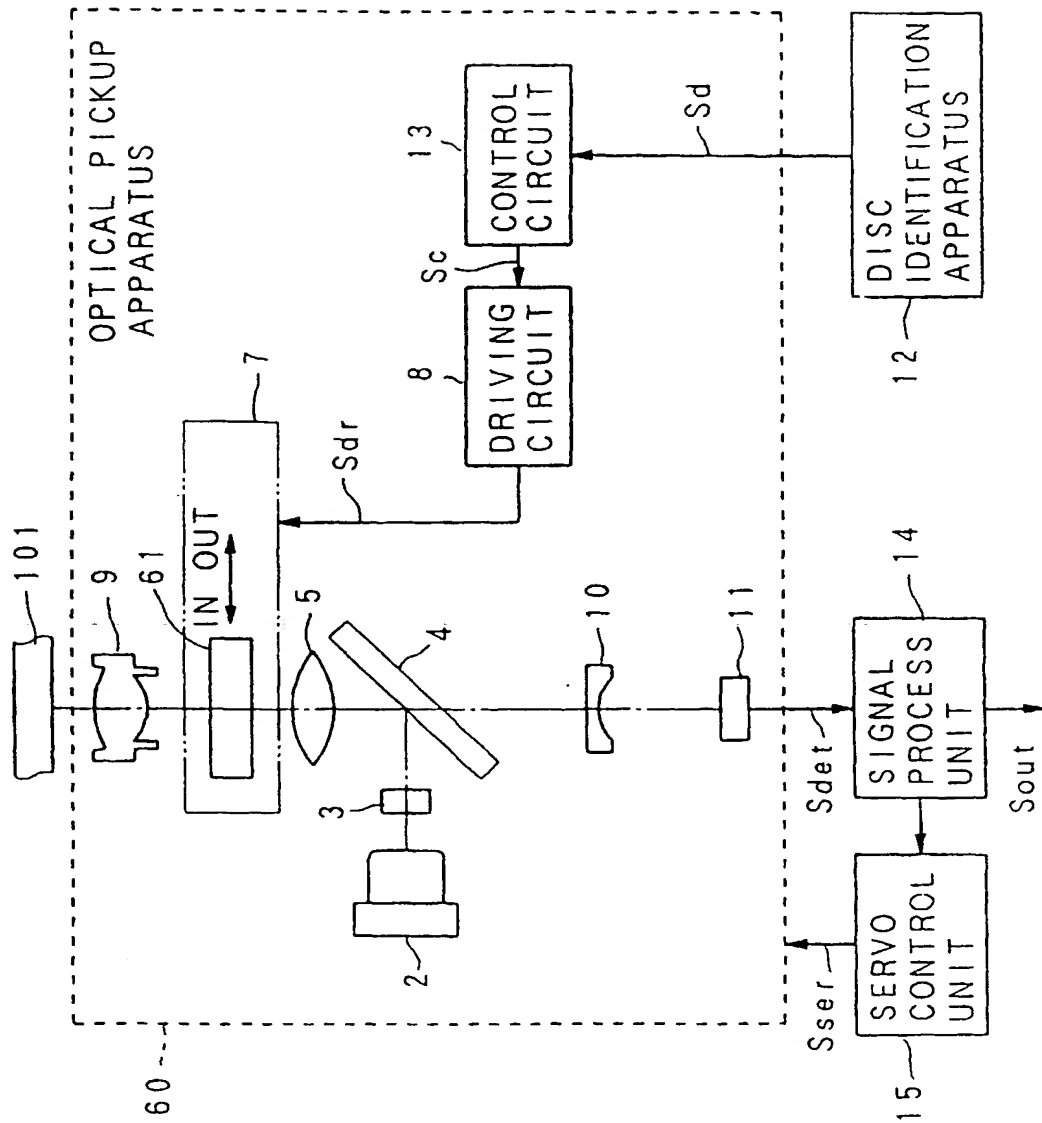 60
OPTICAL PICKUP
APPARATUS
101
9
61
IN OUT
7
5
4
3
2
Sdr
8
DRIVING
CIRCUIT
Sc
13
CONTROL
CIRCUIT
Sd
10
11
Sdet
Sser
15
SERVO
CONTROL
UNIT
14
SIGNAL
PROCESS
UNIT
Sout
12
DISC
IDENTIFICATION
APPARATUS